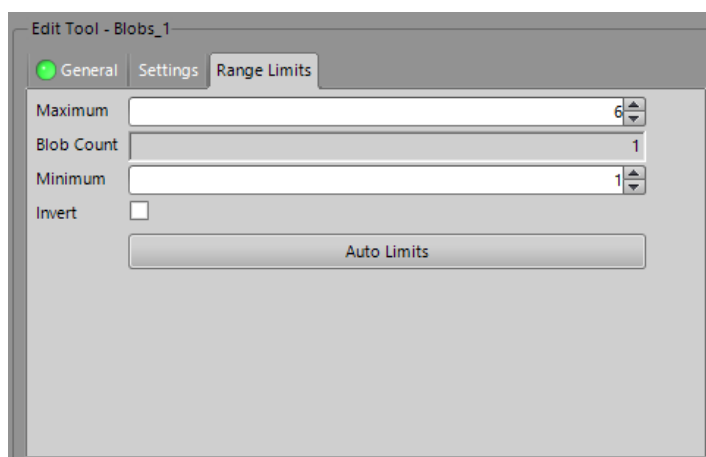 Edit Tool - Blobs_1
General Settings Range Limits
Maximum 6
Blob Count 1
Minimum 1
Invert
Auto Limits